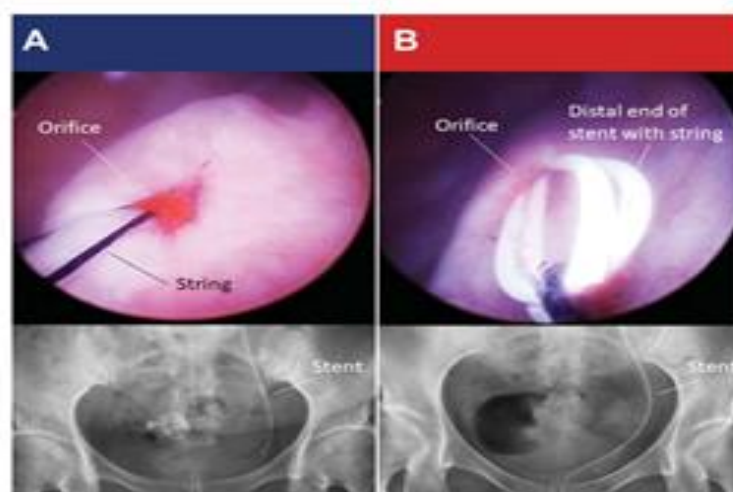 A
B
Orifice
String
Orifice
Distal end of
stent with string
Stent
Stent